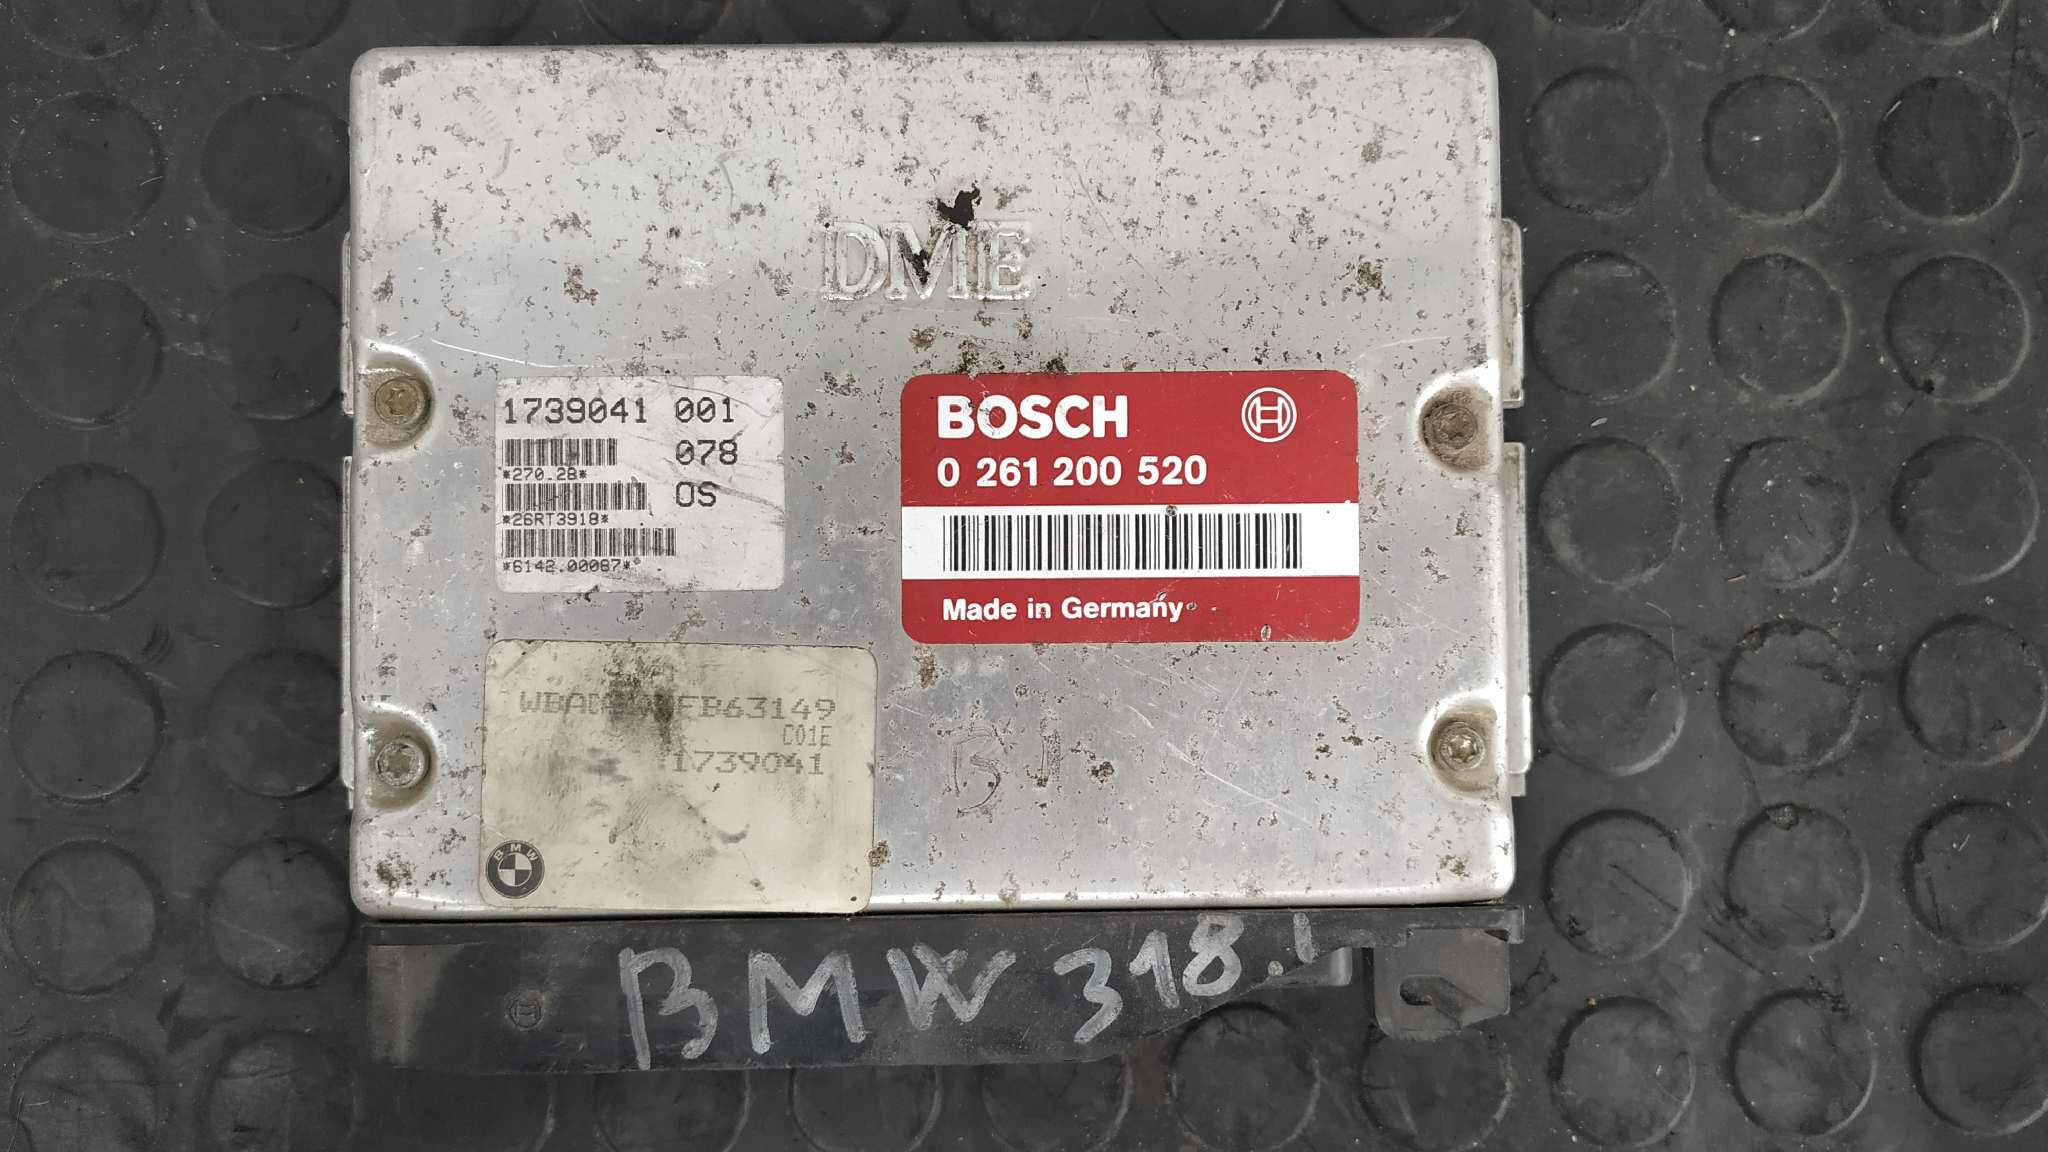 DME
1739041 001
078
*270.28*
OS
*26RT3918*
*6142.00087*
BOSCH
0 261 200 520
Made in Germany
C01E
1739041
BMW
BJ
BMW 318.i